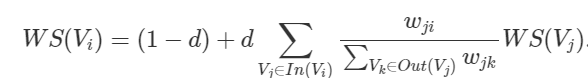 WS(V_i) = (1 − d) + d ∑_{V_j∈In(V_i)} \frac{w_{ji}}{∑_{V_k∈Out(V_j)} w_{jk}} WS(V_j).